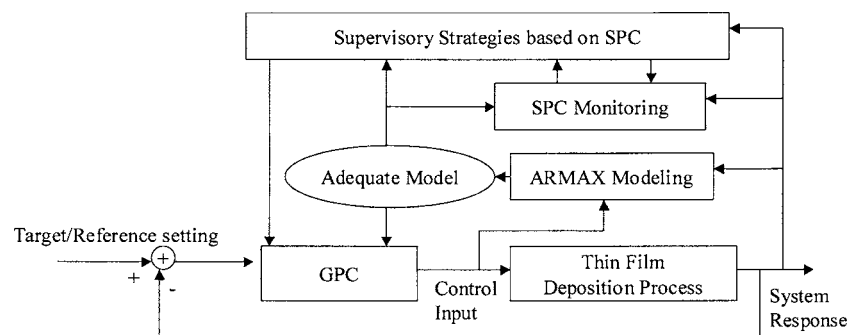 Supervisory Strategies based on SPC
SPC Monitoring
Adequate Model
ARMAX Modeling
Target/Reference setting
+
+
-
GPC
Control
Input
Thin Film
Deposition Process
System
Response